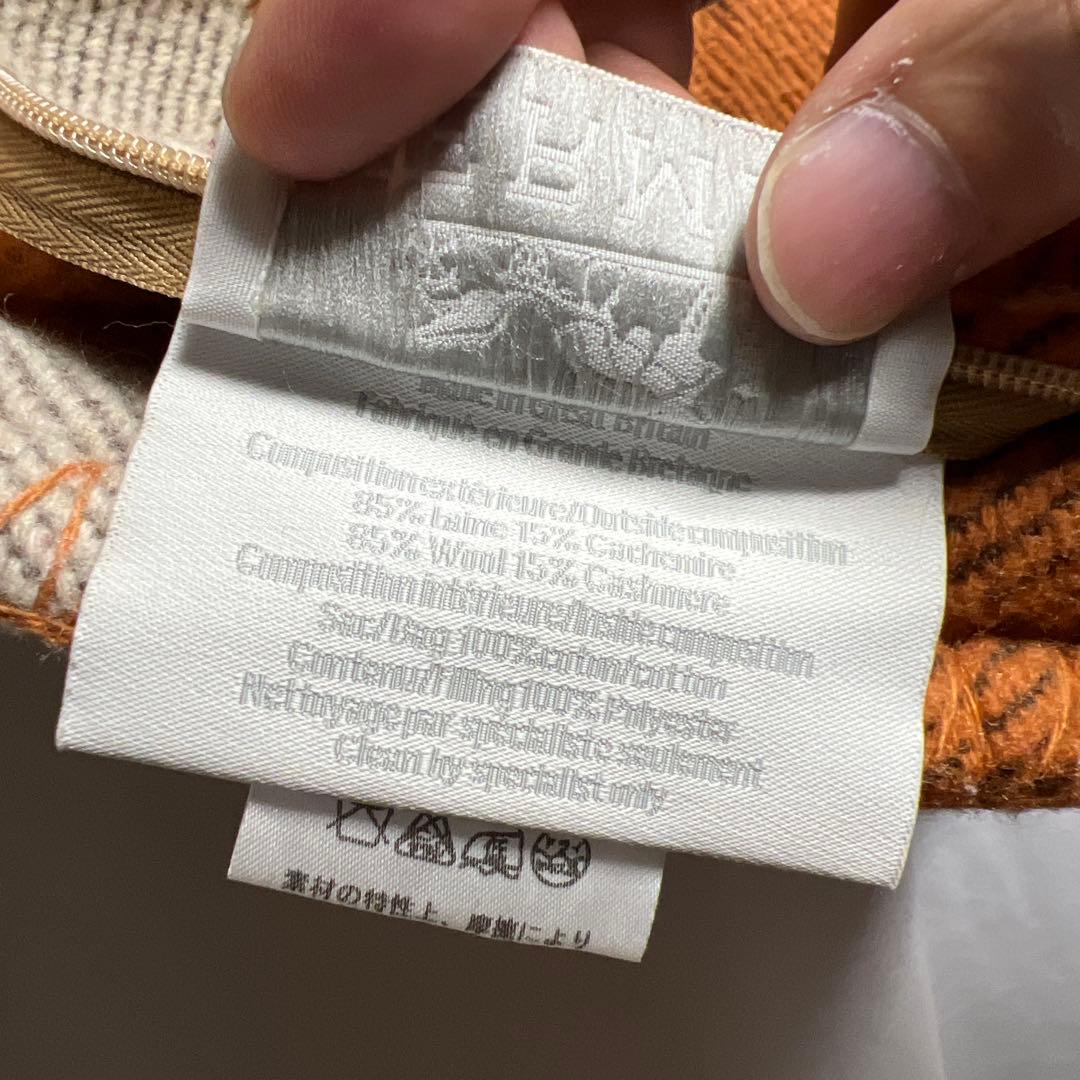 Made in Great Britain
Fabriqué en Grande Bretagne
Composition extérieure/Outside composition
85% Laine 15% Cachemire
85% Wool 15% Cashmere
Composition intérieure/Inside composition
Sac/Bag 100% coton/cotton
Contenu/Filling 100% Polyester
Nettoyage par spécialiste seulement
Clean by specialist only
素材の特性上、摩擦により